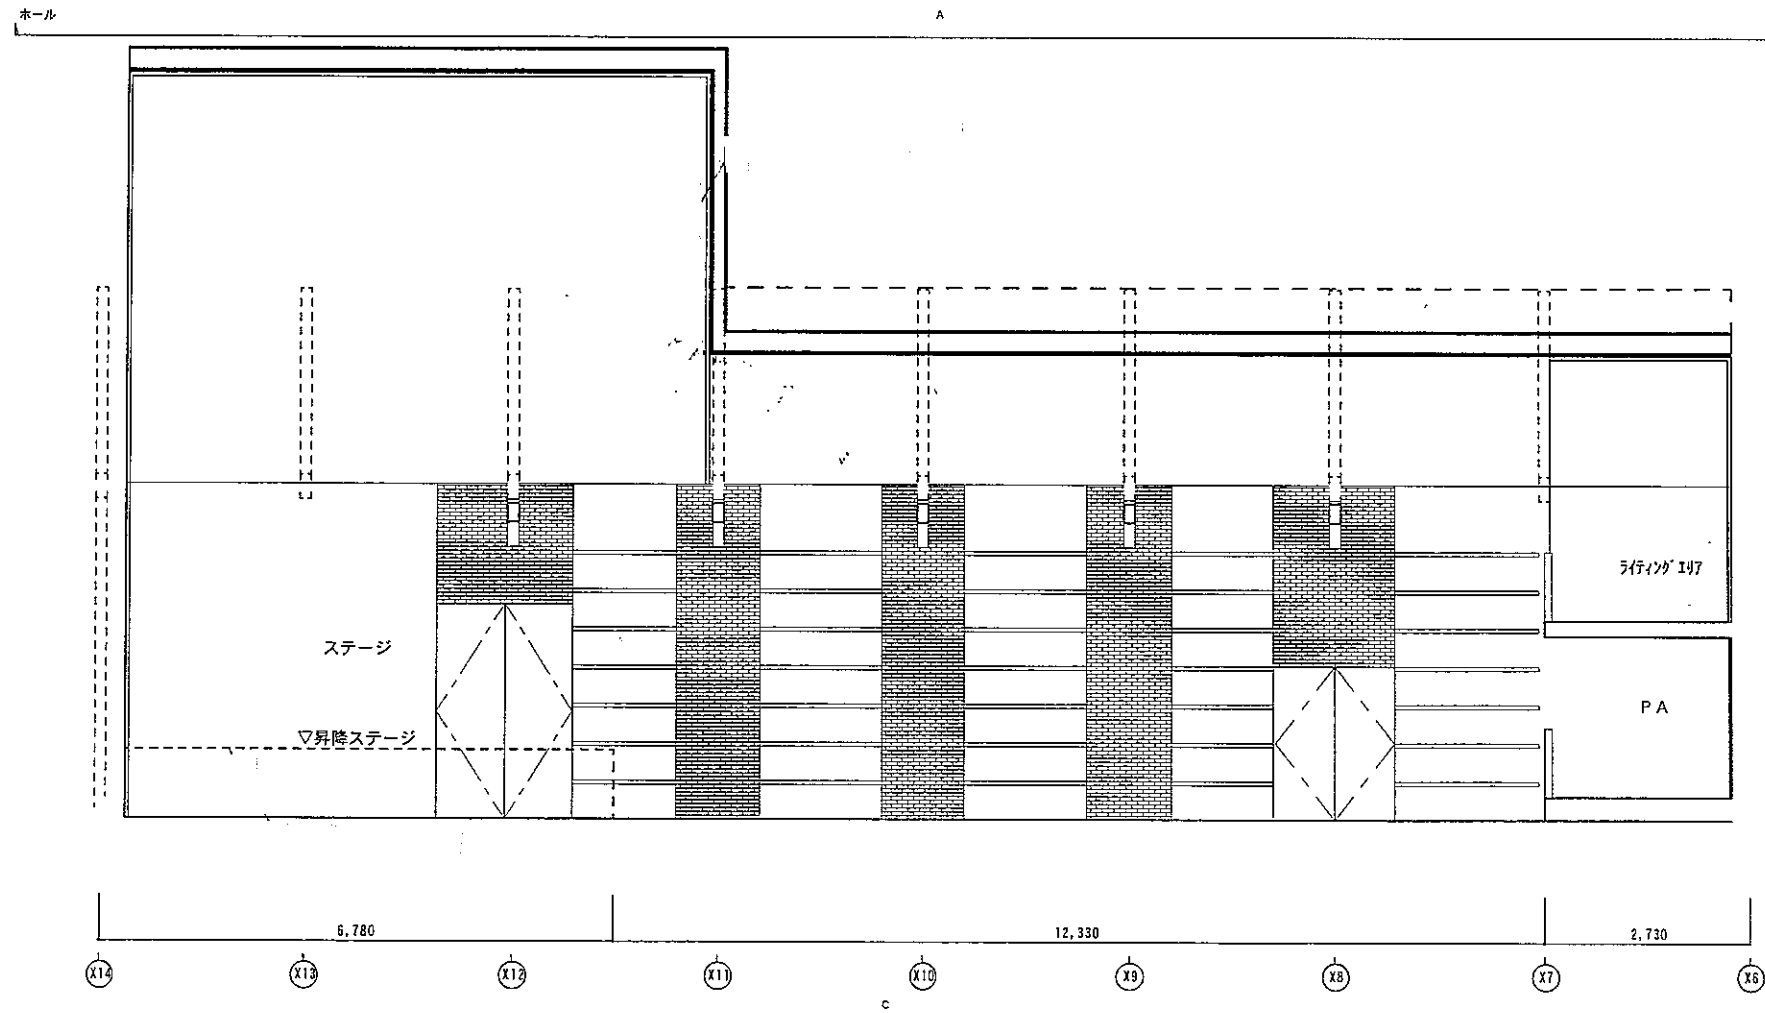 ホール
A
ライティングエリア
ステージ
PA
▽昇降ステージ
6,780
12,330
2,730
X14
X13
X12
X11
X10
X9
X8
X7
X6
C